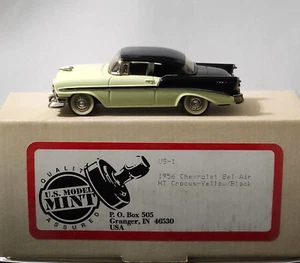 US-1
1956 Chevrolet Bel Air
HT Crocus-Yellow/Black
QUALITY
U.S. MODEL
MINT
ASSURED
P. O. Box 505
Granger, IN 46530
USA